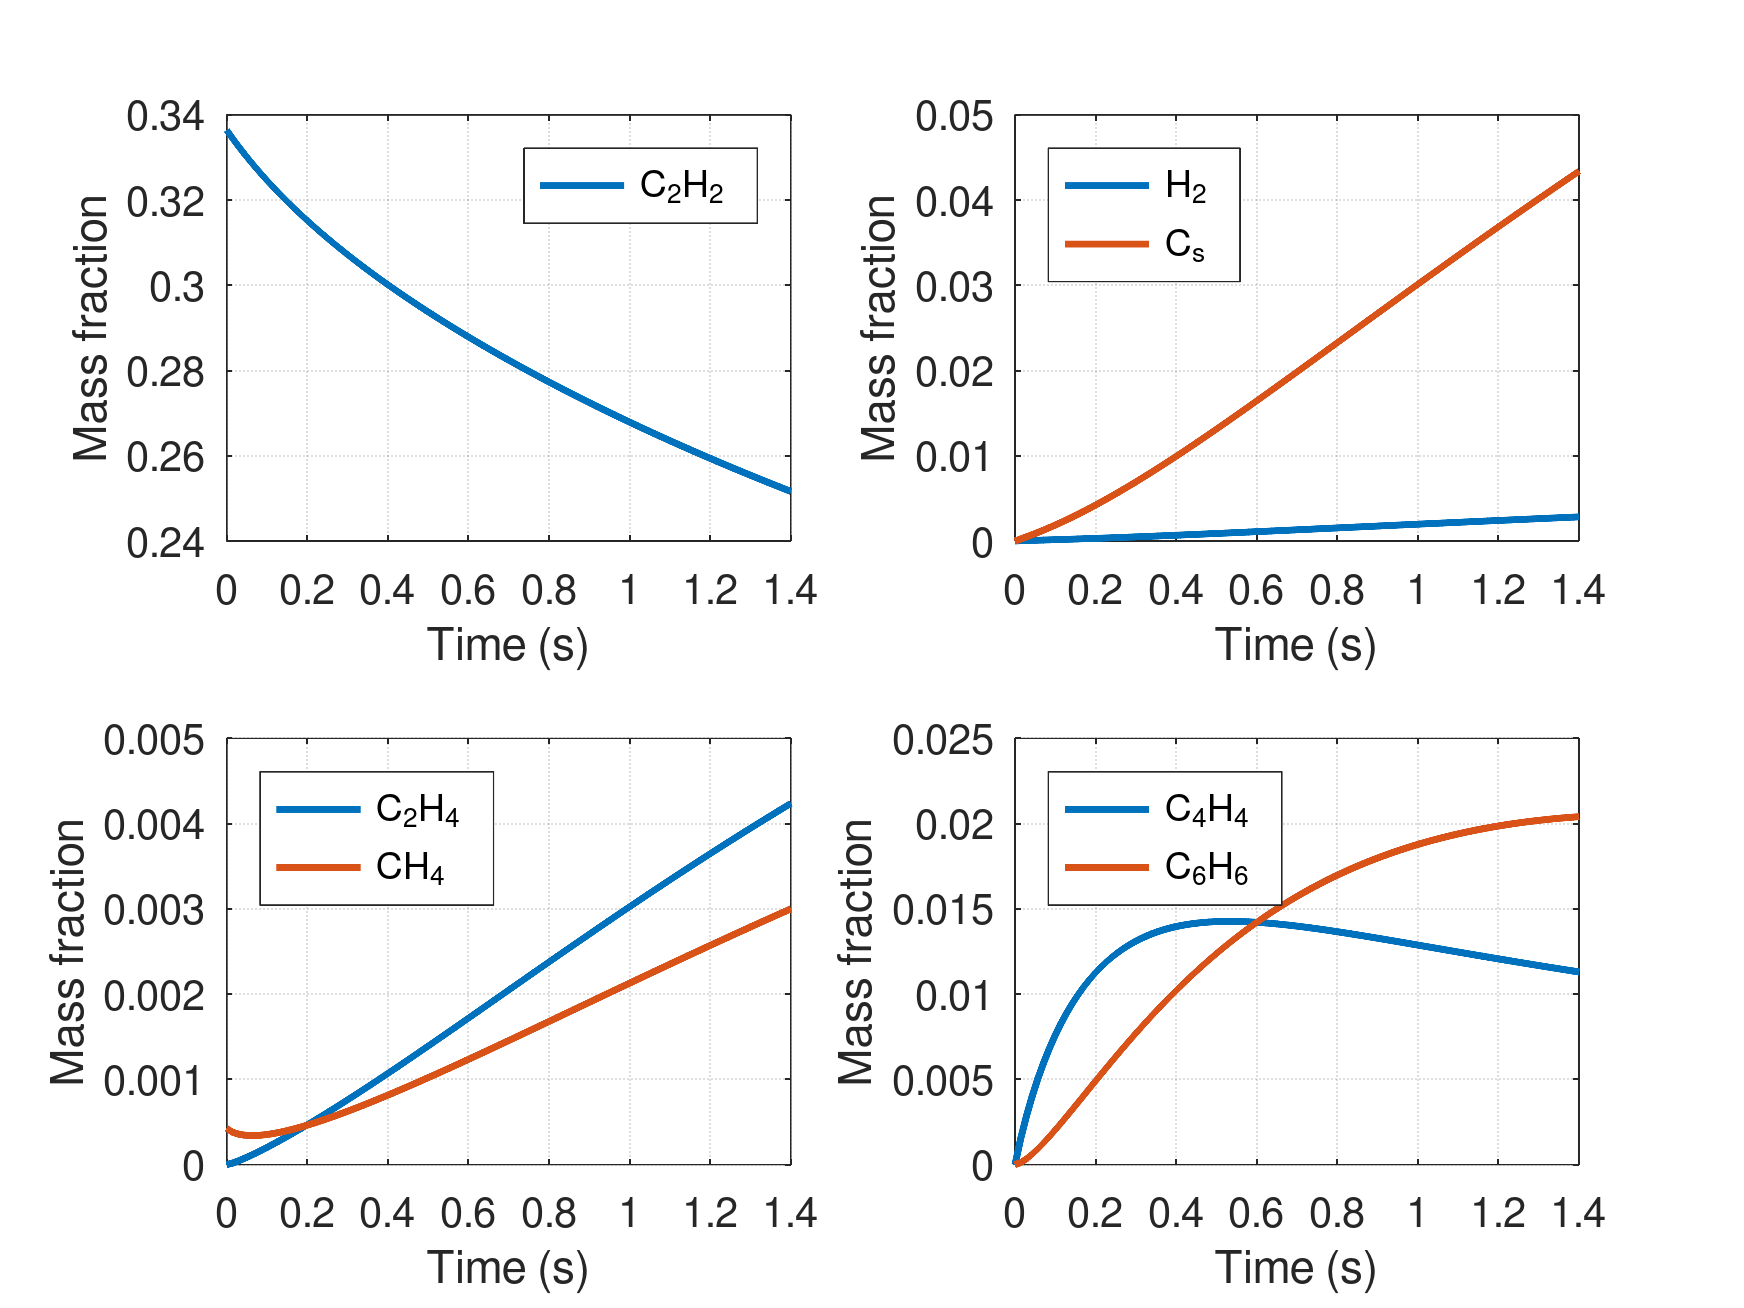 0.34
0.32
0.3
0.28
0.26
0.24
Mass fraction
C₂H₂
0 0.2 0.4 0.6 0.8 1 1.2 1.4
Time (s)
0.05
0.04
0.03
0.02
0.01
0
Mass fraction
H₂
Cₛ
0 0.2 0.4 0.6 0.8 1 1.2 1.4
Time (s)
0.005
0.004
0.003
0.002
0.001
0
Mass fraction
C₂H₄
CH₄
0 0.2 0.4 0.6 0.8 1 1.2 1.4
Time (s)
0.025
0.02
0.015
0.01
0.005
0
Mass fraction
C₄H₄
C₆H₆
0 0.2 0.4 0.6 0.8 1 1.2 1.4
Time (s)